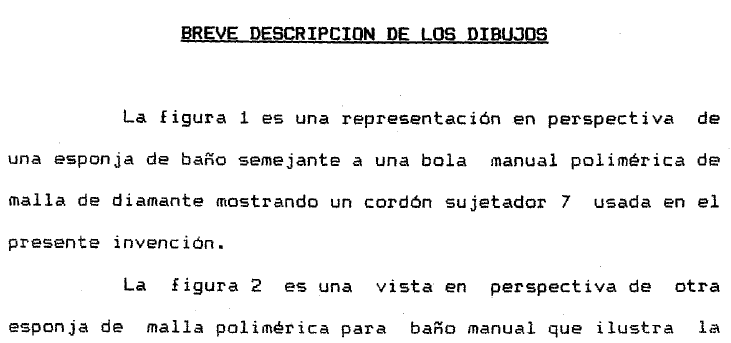 BREVE DESCRIPCION DE LOS DIBUJOS
La figura 1 es una representación en perspectiva de
una esponja de baño semejante a una bola manual polimérica de
malla de diamante mostrando un cordón sujetador 7 usada en el
presente invención.
La figura 2 es una vista en perspectiva de otra
esponja de malla polimérica para baño manual que ilustra la